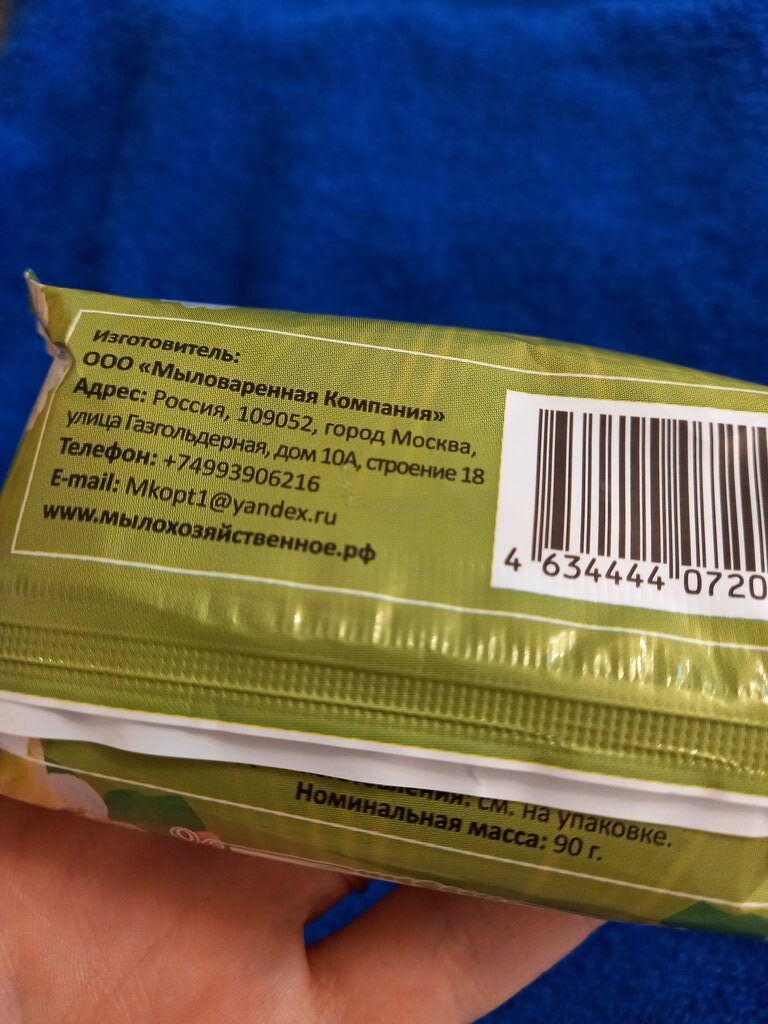 Изготовитель:
ООО «Мыловаренная Компания»
Адрес: Россия, 109052, город Москва,
улица Газгольдерная, дом 10А, строение 18
Телефон: +74993906216
E-mail: Mkopt1@yandex.ru
www.мылохозяйственное.рф
4 634444 0720
см. на упаковке.
Номинальная масса: 90 г.